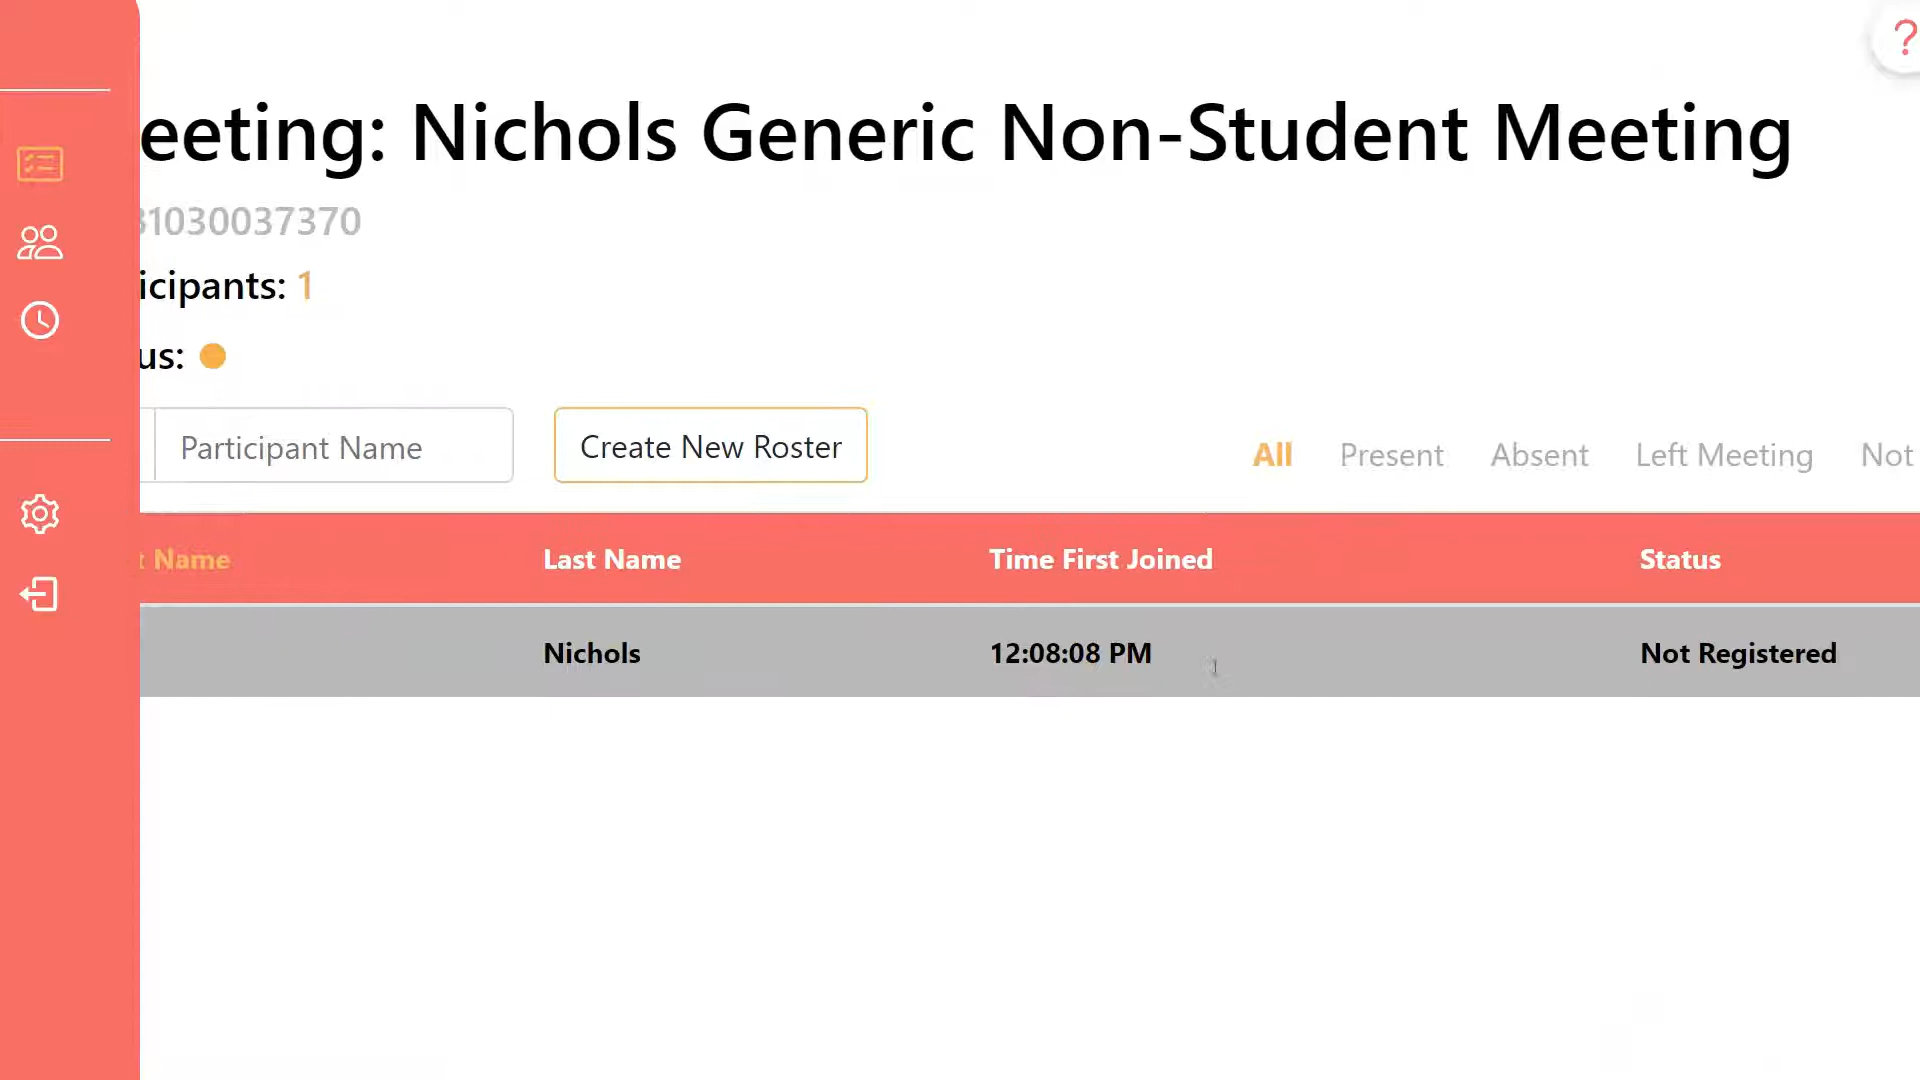 eeting: Nichols Generic Non-Student Meeting
31030037370
icipants: 1
us:
Participant Name
Create New Roster
All Present Absent Left Meeting Not
t Name Last Name Time First Joined Status
Nichols 12:08:08 PM Not Registered
?